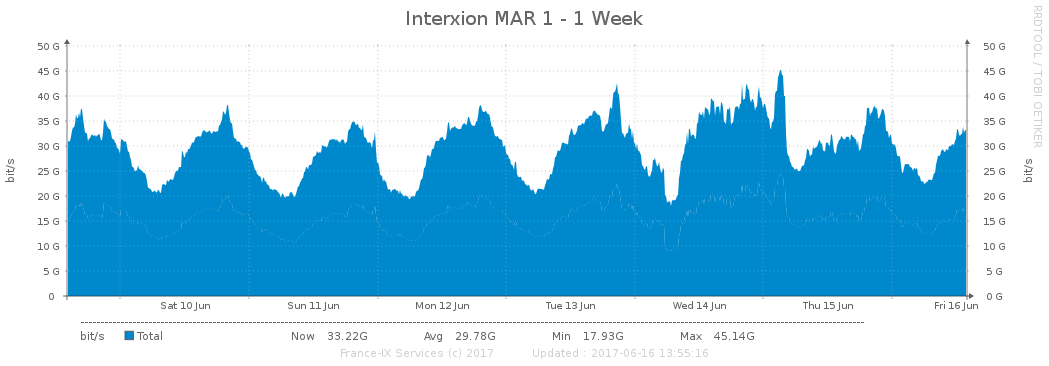 Interxion MAR 1 - 1 Week
RRDTOOL / TOBI OETIKER
50 G 50 G
45 G 45 G
40 G 40 G
35 G 35 G
30 G 30 G
25 G 25 G
20 G 20 G
15 G 15 G
10 G 10 G
5 G 5 G
0 0 G
bit/s
bit/s
Sat 10 Jun Sun 11 Jun Mon 12 Jun Tue 13 Jun Wed 14 Jun Thu 15 Jun Fri 16 Jun
bit/s Total Now 33.22G Avg 29.78G Min 17.93G Max 45.14G
France-IX Services (c) 2017 Updated : 2017-06-16 13:55:16